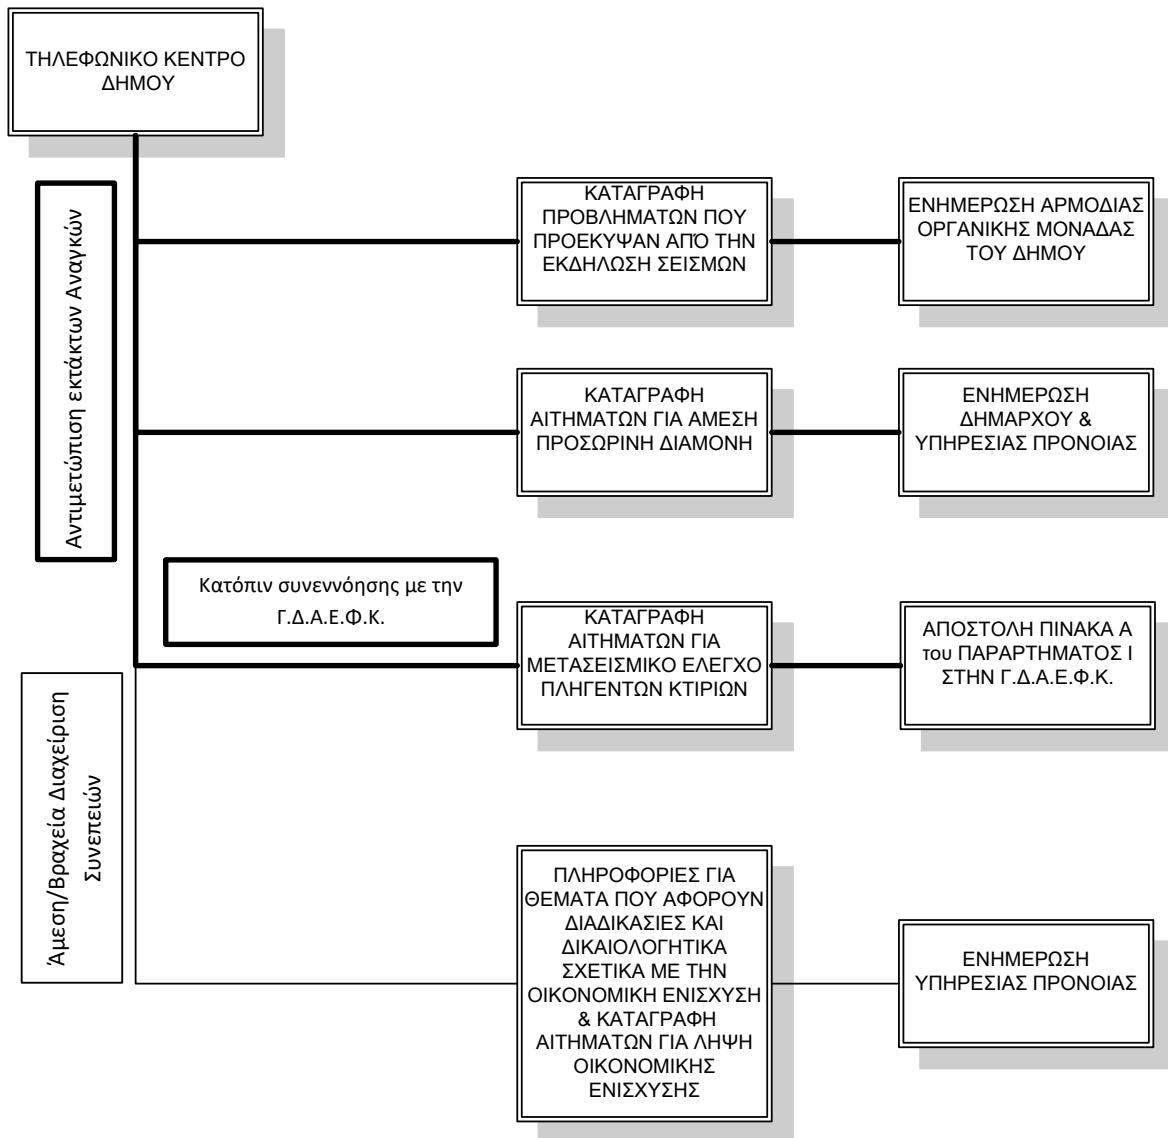 ΤΗΛΕΦΩΝΙΚΟ ΚΕΝΤΡΟ
ΔΗΜΟΥ
Αντιμετώπιση εκτάκτων Αναγκών
ΚΑΤΑΓΡΑΦΗ
ΠΡΟΒΛΗΜΑΤΩΝ ΠΟΥ
ΠΡΟΕΚΥΨΑΝ ΑΠΌ ΤΗΝ
ΕΚΔΗΛΩΣΗ ΣΕΙΣΜΩΝ
ΕΝΗΜΕΡΩΣΗ ΑΡΜΟΔΙΑΣ
ΟΡΓΑΝΙΚΗΣ ΜΟΝΑΔΑΣ
ΤΟΥ ΔΗΜΟΥ
ΚΑΤΑΓΡΑΦΗ
ΑΙΤΗΜΑΤΩΝ ΓΙΑ ΑΜΕΣΗ
ΠΡΟΣΩΡΙΝΗ ΔΙΑΜΟΝΗ
ΕΝΗΜΕΡΩΣΗ
ΔΗΜΑΡΧΟΥ &
ΥΠΗΡΕΣΙΑΣ ΠΡΟΝΟΙΑΣ
Κατόπιν συνεννόησης με την
Γ.Δ.Α.Ε.Φ.Κ.
ΚΑΤΑΓΡΑΦΗ
ΑΙΤΗΜΑΤΩΝ ΓΙΑ
ΜΕΤΑΣΕΙΣΜΙΚΟ ΕΛΕΓΧΟ
ΠΛΗΓΕΝΤΩΝ ΚΤΙΡΙΩΝ
ΑΠΟΣΤΟΛΗ ΠΙΝΑΚΑ Α
του ΠΑΡΑΡΤΗΜΑΤΟΣ Ι
ΣΤΗΝ Γ.Δ.Α.Ε.Φ.Κ.
Άμεση/Βραχεία Διαχείριση
Συνεπειών
ΠΛΗΡΟΦΟΡΙΕΣ ΓΙΑ
ΘΕΜΑΤΑ ΠΟΥ ΑΦΟΡΟΥΝ
ΔΙΑΔΙΚΑΣΙΕΣ ΚΑΙ
ΔΙΚΑΙΟΛΟΓΗΤΙΚΑ
ΣΧΕΤΙΚΑ ΜΕ ΤΗΝ
ΟΙΚΟΝΟΜΙΚΗ ΕΝΙΣΧΥΣΗ
& ΚΑΤΑΓΡΑΦΗ
ΑΙΤΗΜΑΤΩΝ ΓΙΑ ΛΗΨΗ
ΟΙΚΟΝΟΜΙΚΗΣ
ΕΝΙΣΧΥΣΗΣ
ΕΝΗΜΕΡΩΣΗ
ΥΠΗΡΕΣΙΑΣ ΠΡΟΝΟΙΑΣ